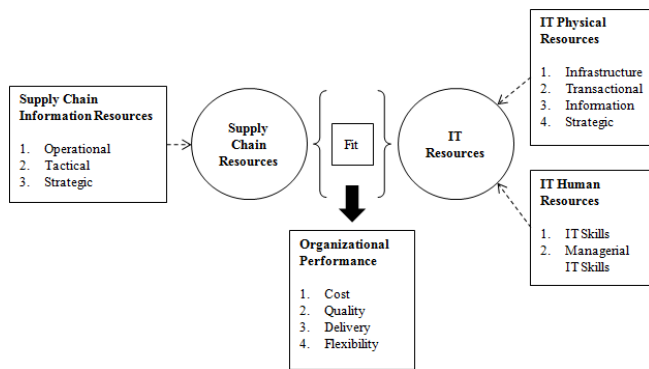 Supply Chain
Information Resources
1. Operational
2. Tactical
3. Strategic
Supply
Chain
Resources
Fit
IT
Resources
IT Physical
Resources
1. Infrastructure
2. Transactional
3. Information
4. Strategic
IT Human
Resources
1. IT Skills
2. Managerial
IT Skills
Organizational
Performance
1. Cost
2. Quality
3. Delivery
4. Flexibility